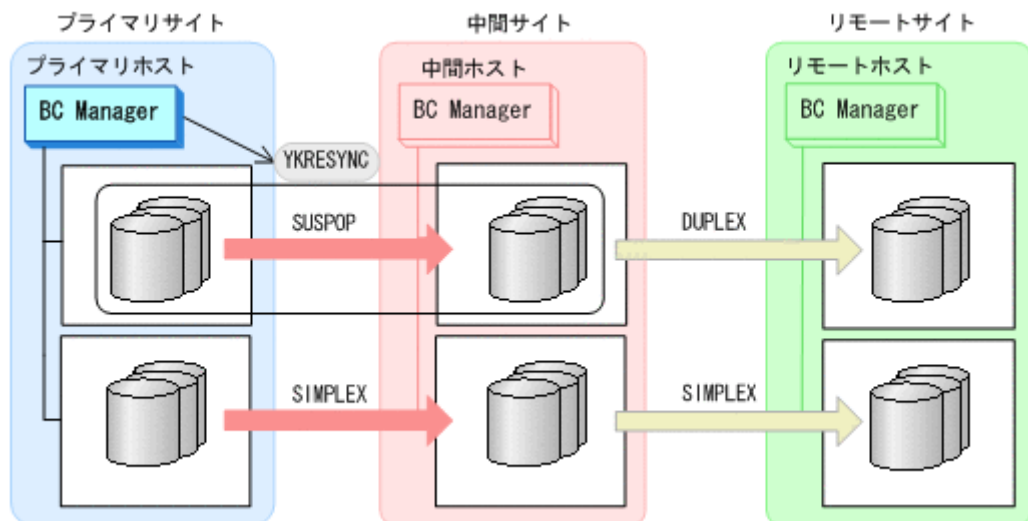 プライマリサイト
中間サイト
リモートサイト
プライマリホスト
中間ホスト
リモートホスト
BC Manager
BC Manager
BC Manager
YKRESYNC
SUSPOP
DUPLEX
SIMPLEX
SIMPLEX